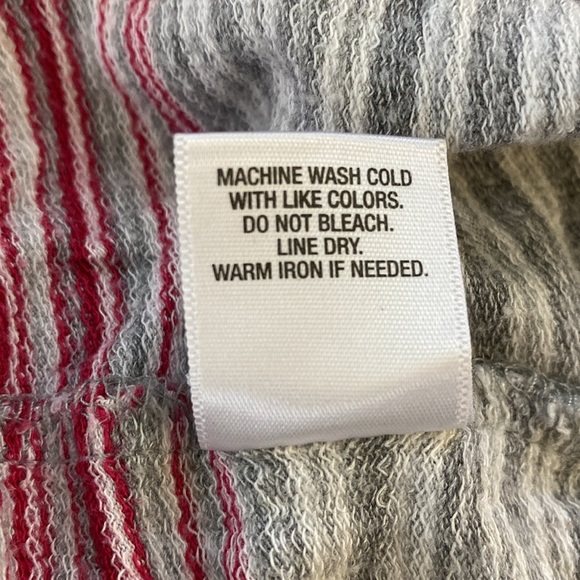 MACHINE WASH COLD
WITH LIKE COLORS.
DO NOT BLEACH.
LINE DRY.
WARM IRON IF NEEDED.